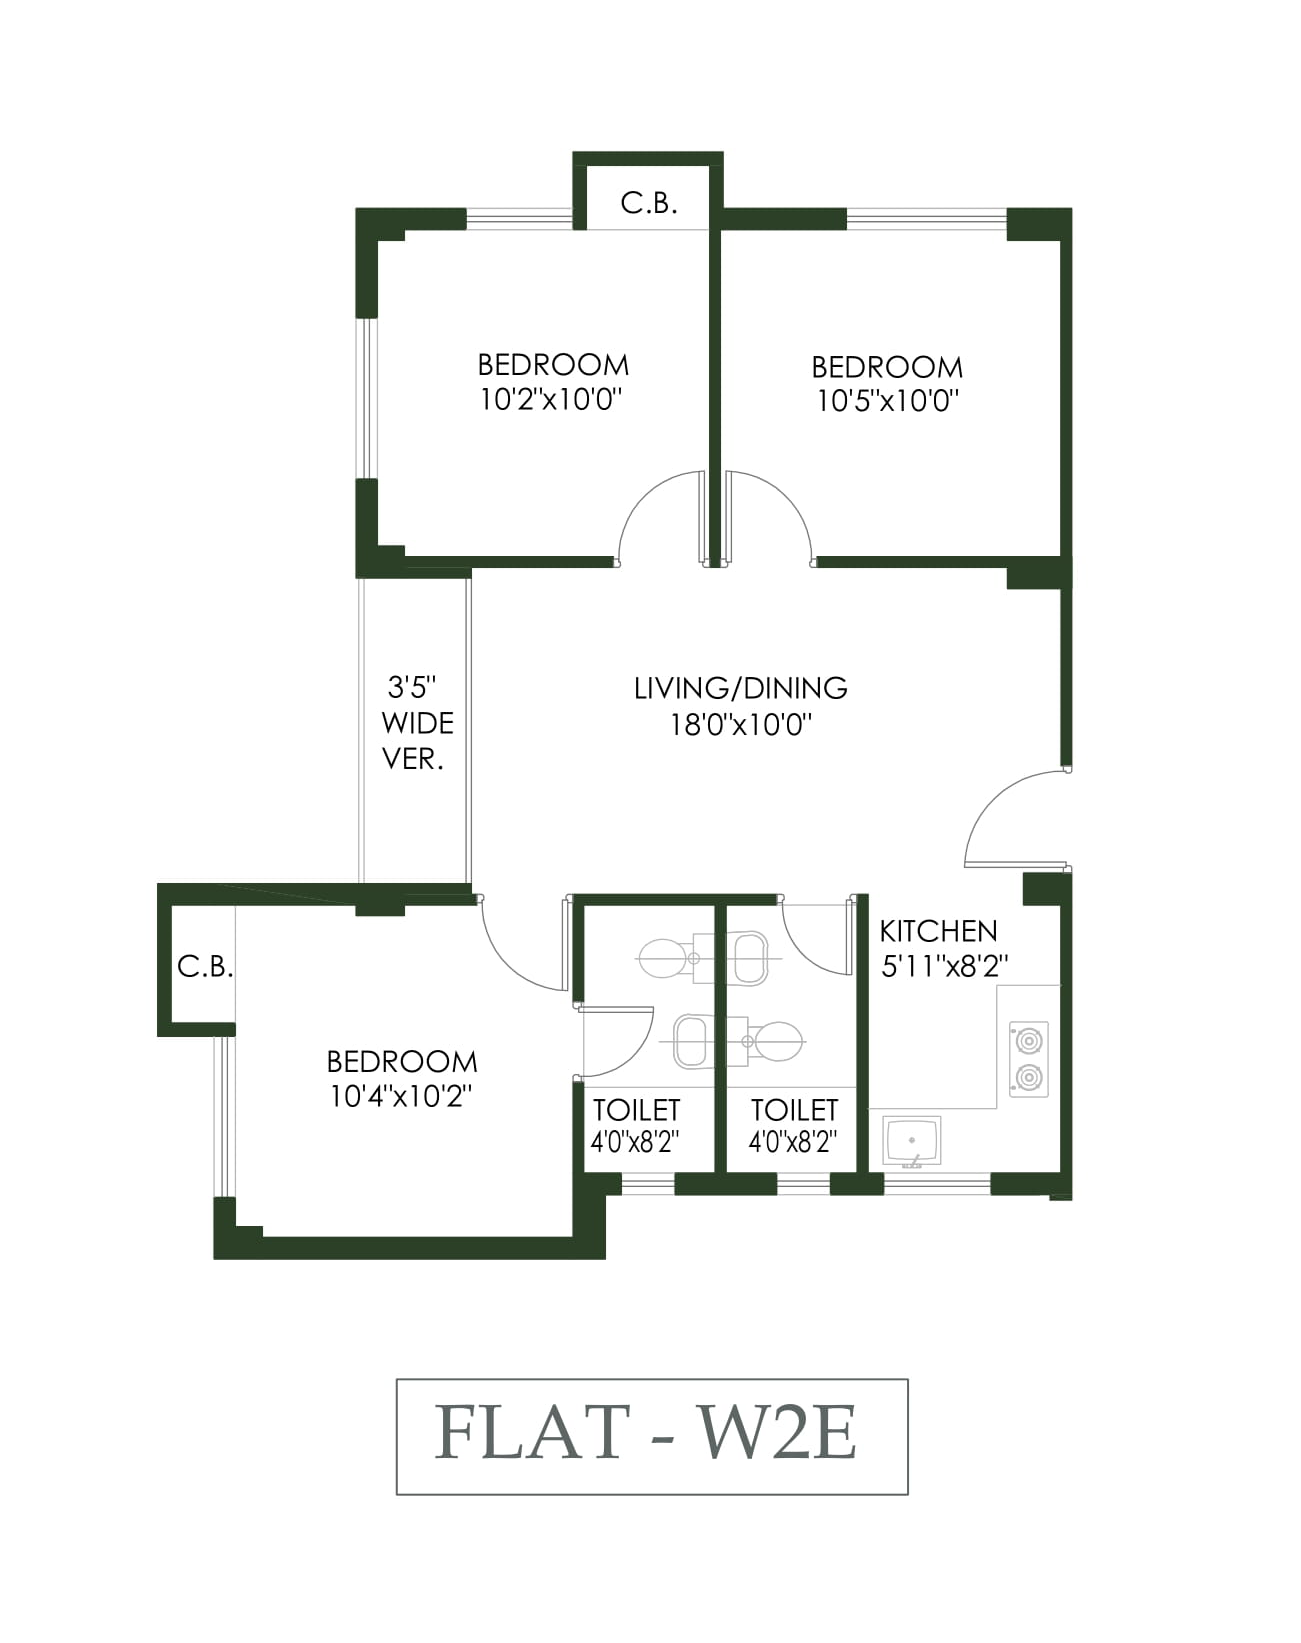 C.B.
BEDROOM
10'2"x10'0"
BEDROOM
10'5"x10'0"
3'5"
WIDE
VER.
LIVING/DINING
18'0"x10'0"
C.B.
BEDROOM
10'4"x10'2"
TOILET
4'0"x8'2"
TOILET
4'0"x8'2"
KITCHEN
5'11"x8'2"
FLAT - W2E